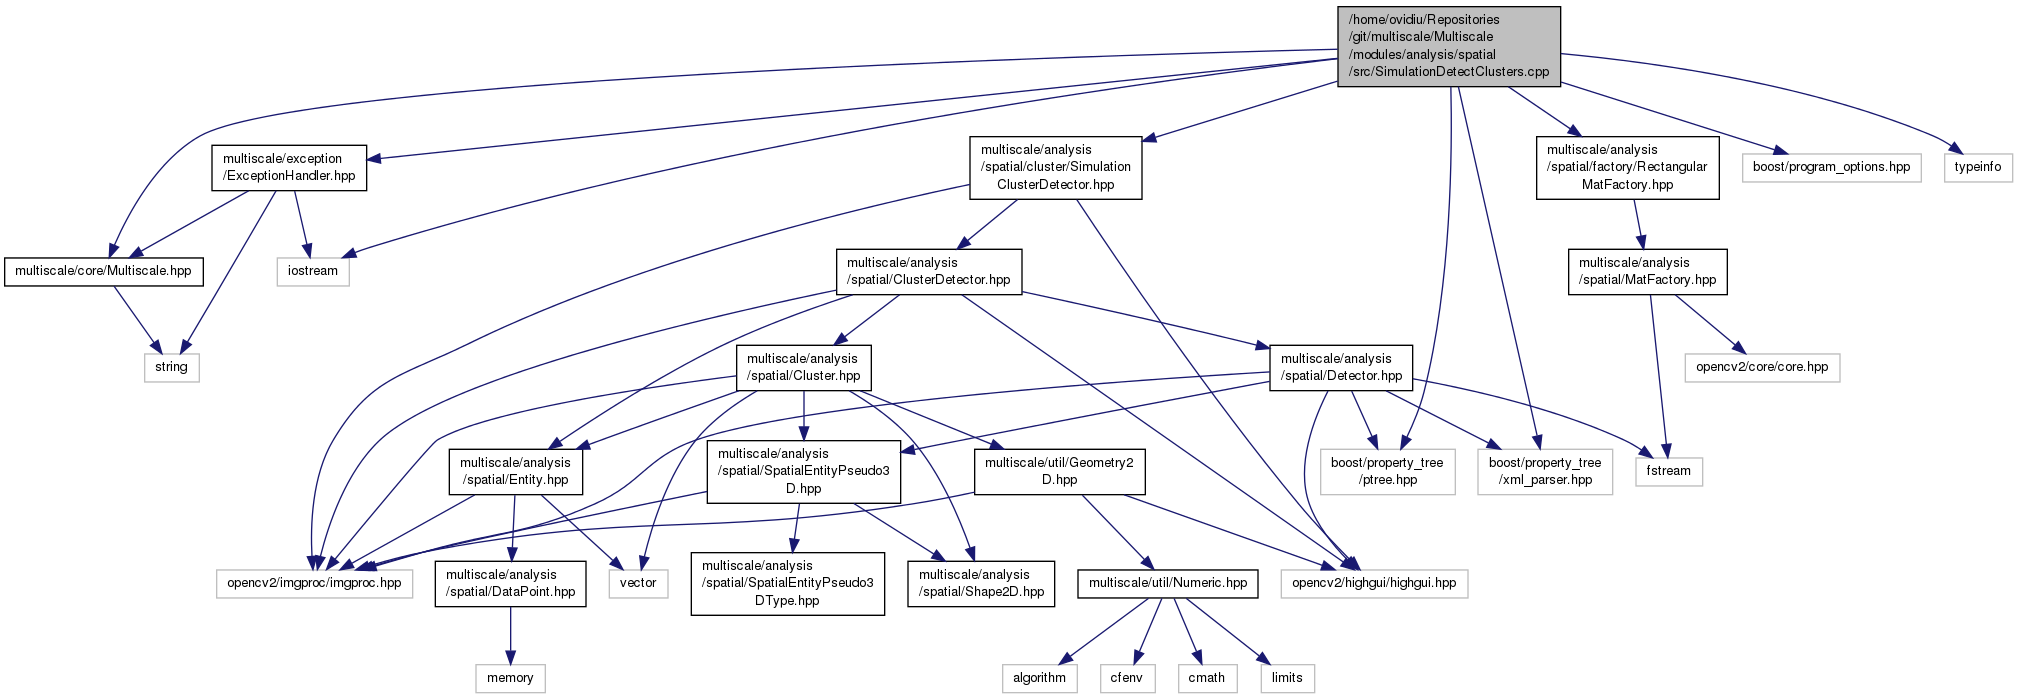 /home/ovidiu/Repositories
/git/multiscale/Multiscale
/modules/analysis/spatial
/src/SimulationDetectClusters.cpp
multiscale/exception
/ExceptionHandler.hpp
multiscale/analysis
/spatial/cluster/Simulation
ClusterDetector.hpp
multiscale/analysis
/spatial/factory/Rectangular
MatFactory.hpp
boost/program_options.hpp
typeinfo
multiscale/core/Multiscale.hpp
iostream
multiscale/analysis
/spatial/ClusterDetector.hpp
multiscale/analysis
/spatial/MatFactory.hpp
string
multiscale/analysis
/spatial/Cluster.hpp
multiscale/analysis
/spatial/Detector.hpp
opencv2/core/core.hpp
multiscale/analysis
/spatial/Entity.hpp
multiscale/analysis
/spatial/SpatialEntityPseudo3
D.hpp
multiscale/util/Geometry2
D.hpp
boost/property_tree
/ptree.hpp
boost/property_tree
/xml_parser.hpp
fstream
opencv2/imgproc/imgproc.hpp
multiscale/analysis
/spatial/DataPoint.hpp
vector
multiscale/analysis
/spatial/SpatialEntityPseudo3
DType.hpp
multiscale/analysis
/spatial/Shape2D.hpp
multiscale/util/Numeric.hpp
opencv2/highgui/highgui.hpp
memory
algorithm
cfenv
cmath
limits